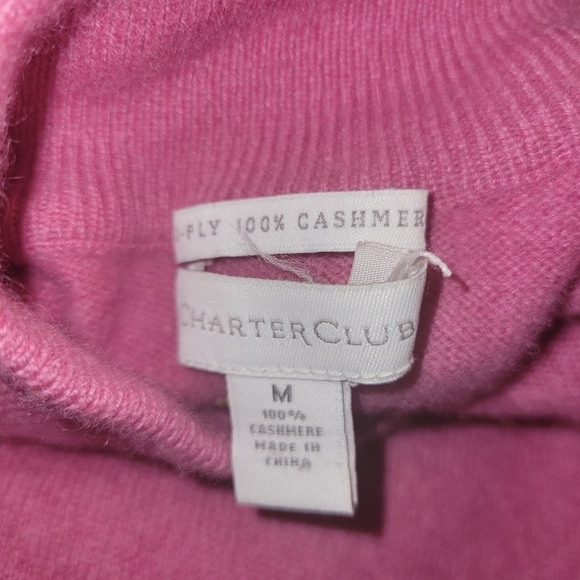 -PLY 100% CASHMER
CHARTERCLUB
M
100%
CASHMERE
MADE IN
CHINA